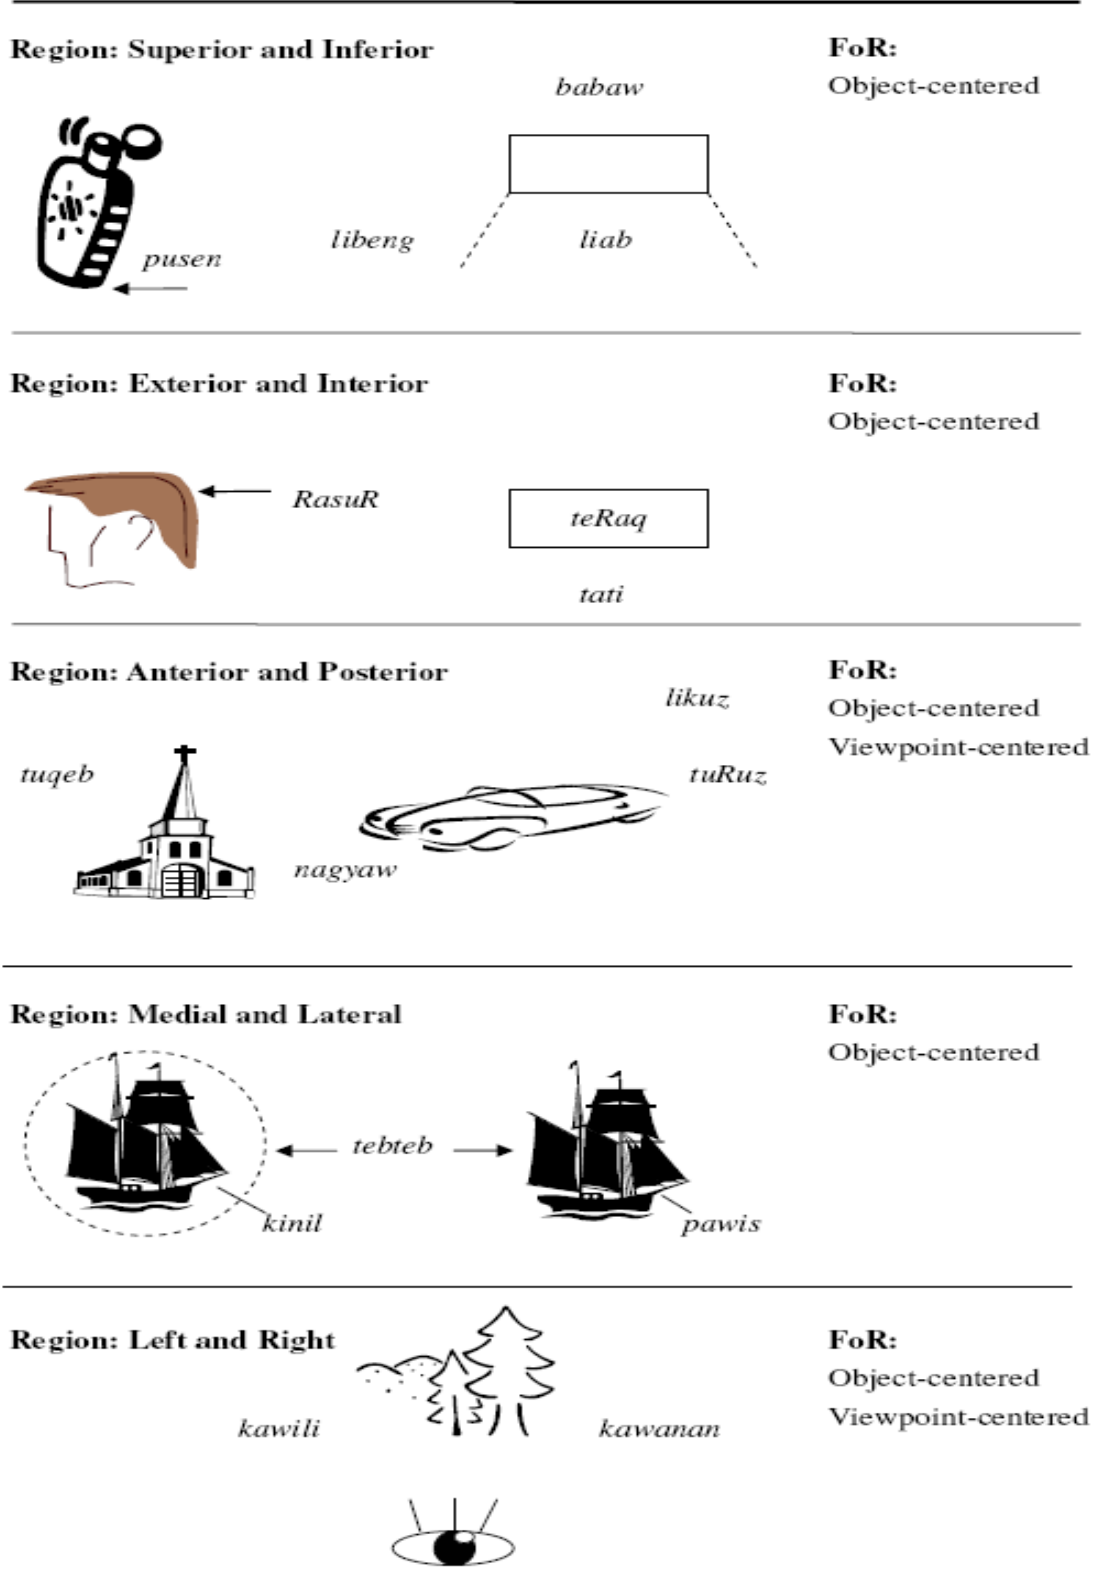 Region: Superior and Inferior
FoR:
Object-centered
babaw
libeng
liab
pusen
Region: Exterior and Interior
FoR:
Object-centered
RasuR
teRaq
tati
Region: Anterior and Posterior
FoR:
Object-centered
Viewpoint-centered
likuz
tuqeb
tuRuz
nagyaw
Region: Medial and Lateral
FoR:
Object-centered
tebteb
kinil
pawis
Region: Left and Right
FoR:
Object-centered
Viewpoint-centered
kawili
kawanan